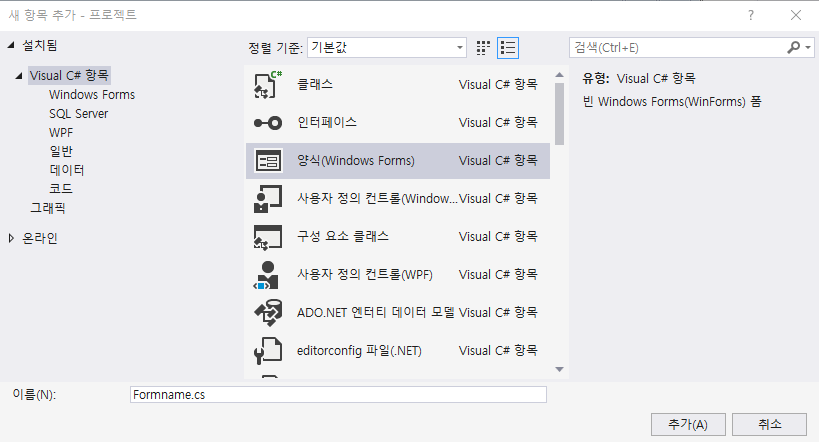 새 항목 추가 - 프로젝트
? ×
설치됨
Visual C# 항목
Windows Forms
SQL Server
WPF
일반
데이터
코드
그래픽
온라인
정렬 기준: 기본값
C# 클래스 Visual C# 항목
인터페이스 Visual C# 항목
양식(Windows Forms) Visual C# 항목
사용자 정의 컨트롤(Window... Visual C# 항목
구성 요소 클래스 Visual C# 항목
사용자 정의 컨트롤(WPF) Visual C# 항목
ADO.NET 엔터티 데이터 모델 Visual C# 항목
editorconfig 파일(.NET) Visual C# 항목
검색(Ctrl+E)
유형: Visual C# 항목
빈 Windows Forms(WinForms) 폼
이름(N): Formname.cs
추가(A) 취소